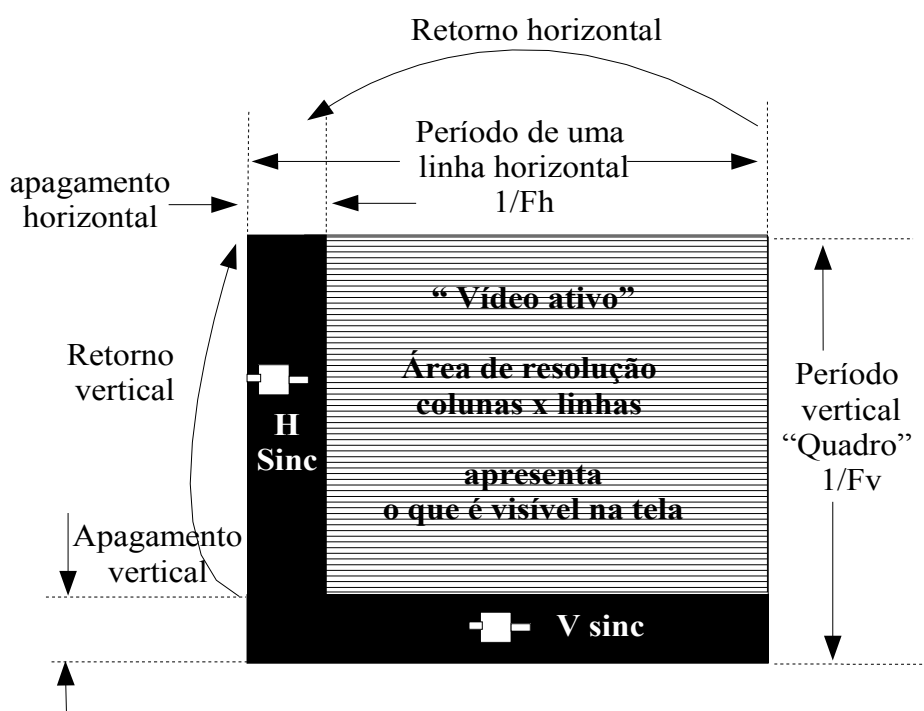 Retorno horizontal
Período de uma
linha horizontal
1/Fh
apagamento
horizontal
“ Vídeo ativo”
Área de resolução
colunas x linhas
apresenta
o que é visível na tela
Retorno
vertical
H
Sinc
Período
vertical
“Quadro”
1/Fv
Apagamento
vertical
V sinc